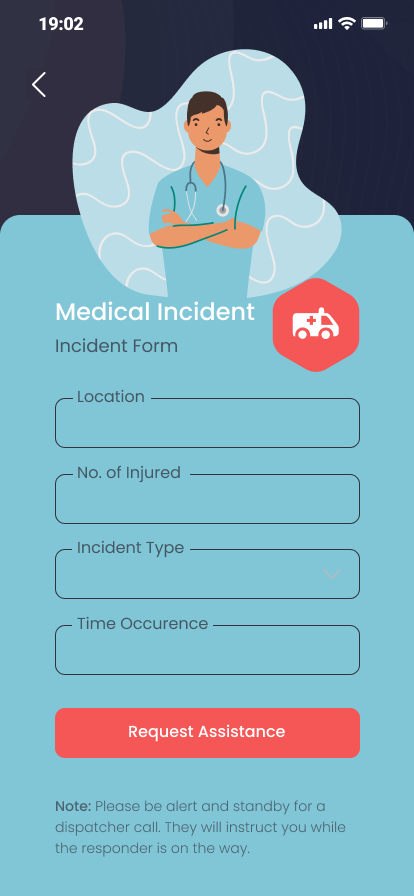 19:02
Medical Incident
Incident Form
Location
No. of Injured
Incident Type
Time Occurence
Request Assistance
Note: Please be alert and standby for a
dispatcher call. They will instruct you while
the responder is on the way.